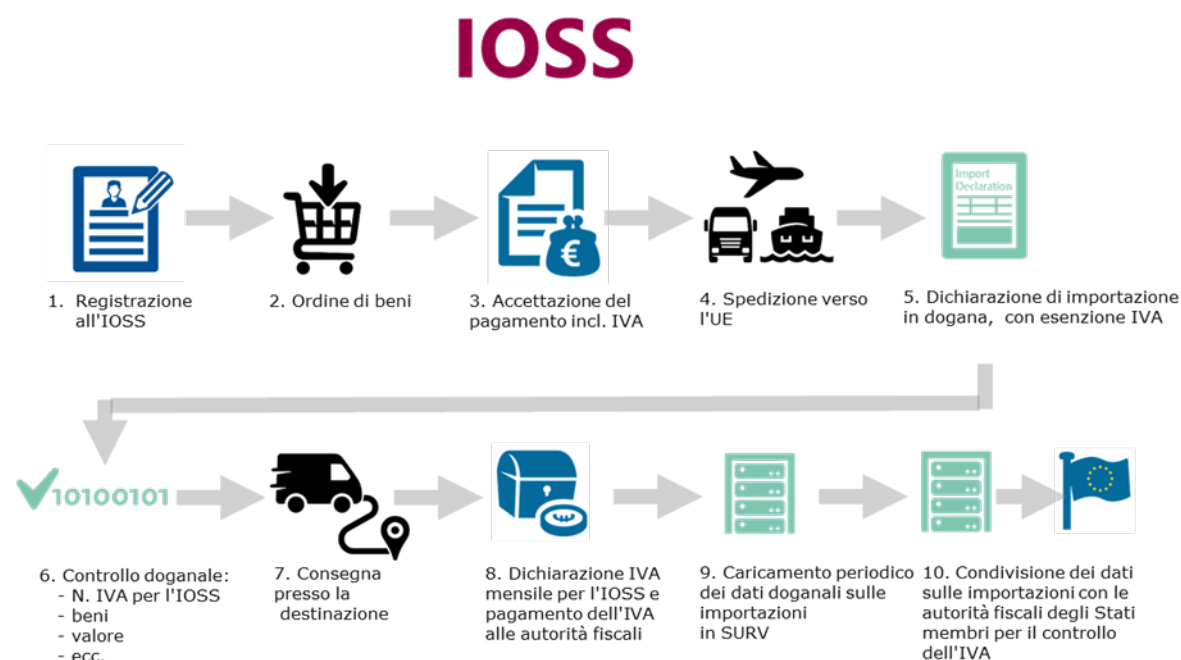 IOSS
Import
Declaration
1. Registrazione
all'IOSS
2. Ordine di beni
3. Accettazione del
pagamento incl. IVA
4. Spedizione verso
l'UE
5. Dichiarazione di importazione
in dogana, con esenzione IVA
10100101
6. Controllo doganale:
- N. IVA per l'IOSS
- beni
- valore
- ecc.
7. Consegna
presso la
destinazione
8. Dichiarazione IVA
mensile per l'IOSS e
pagamento dell'IVA
alle autorità fiscali
9. Caricamento periodico
dei dati doganali sulle
importazioni
in SURV
10. Condivisione dei dati
sulle importazioni con le
autorità fiscali degli Stati
membri per il controllo
dell'IVA